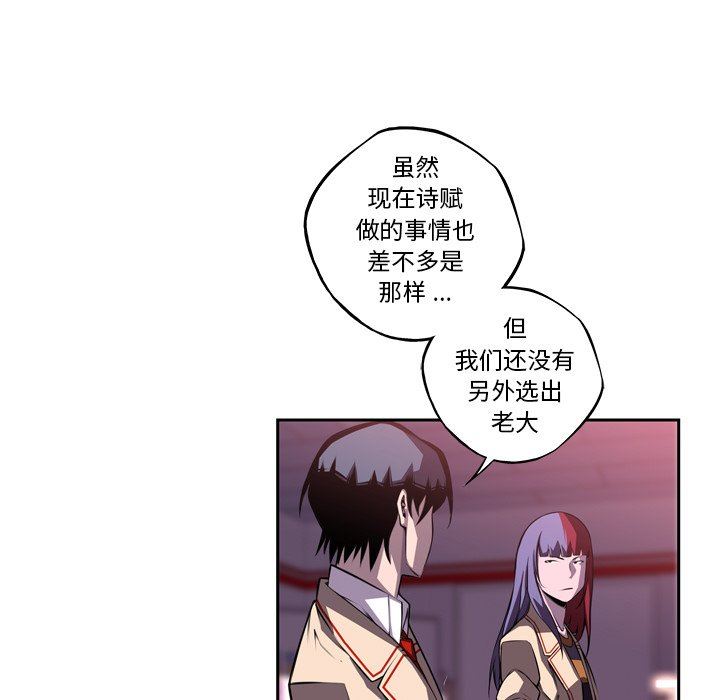 虽然
现在诗赋
做的事情也
差不多是
那样 ...
但
我们还没有
另外选出
老大